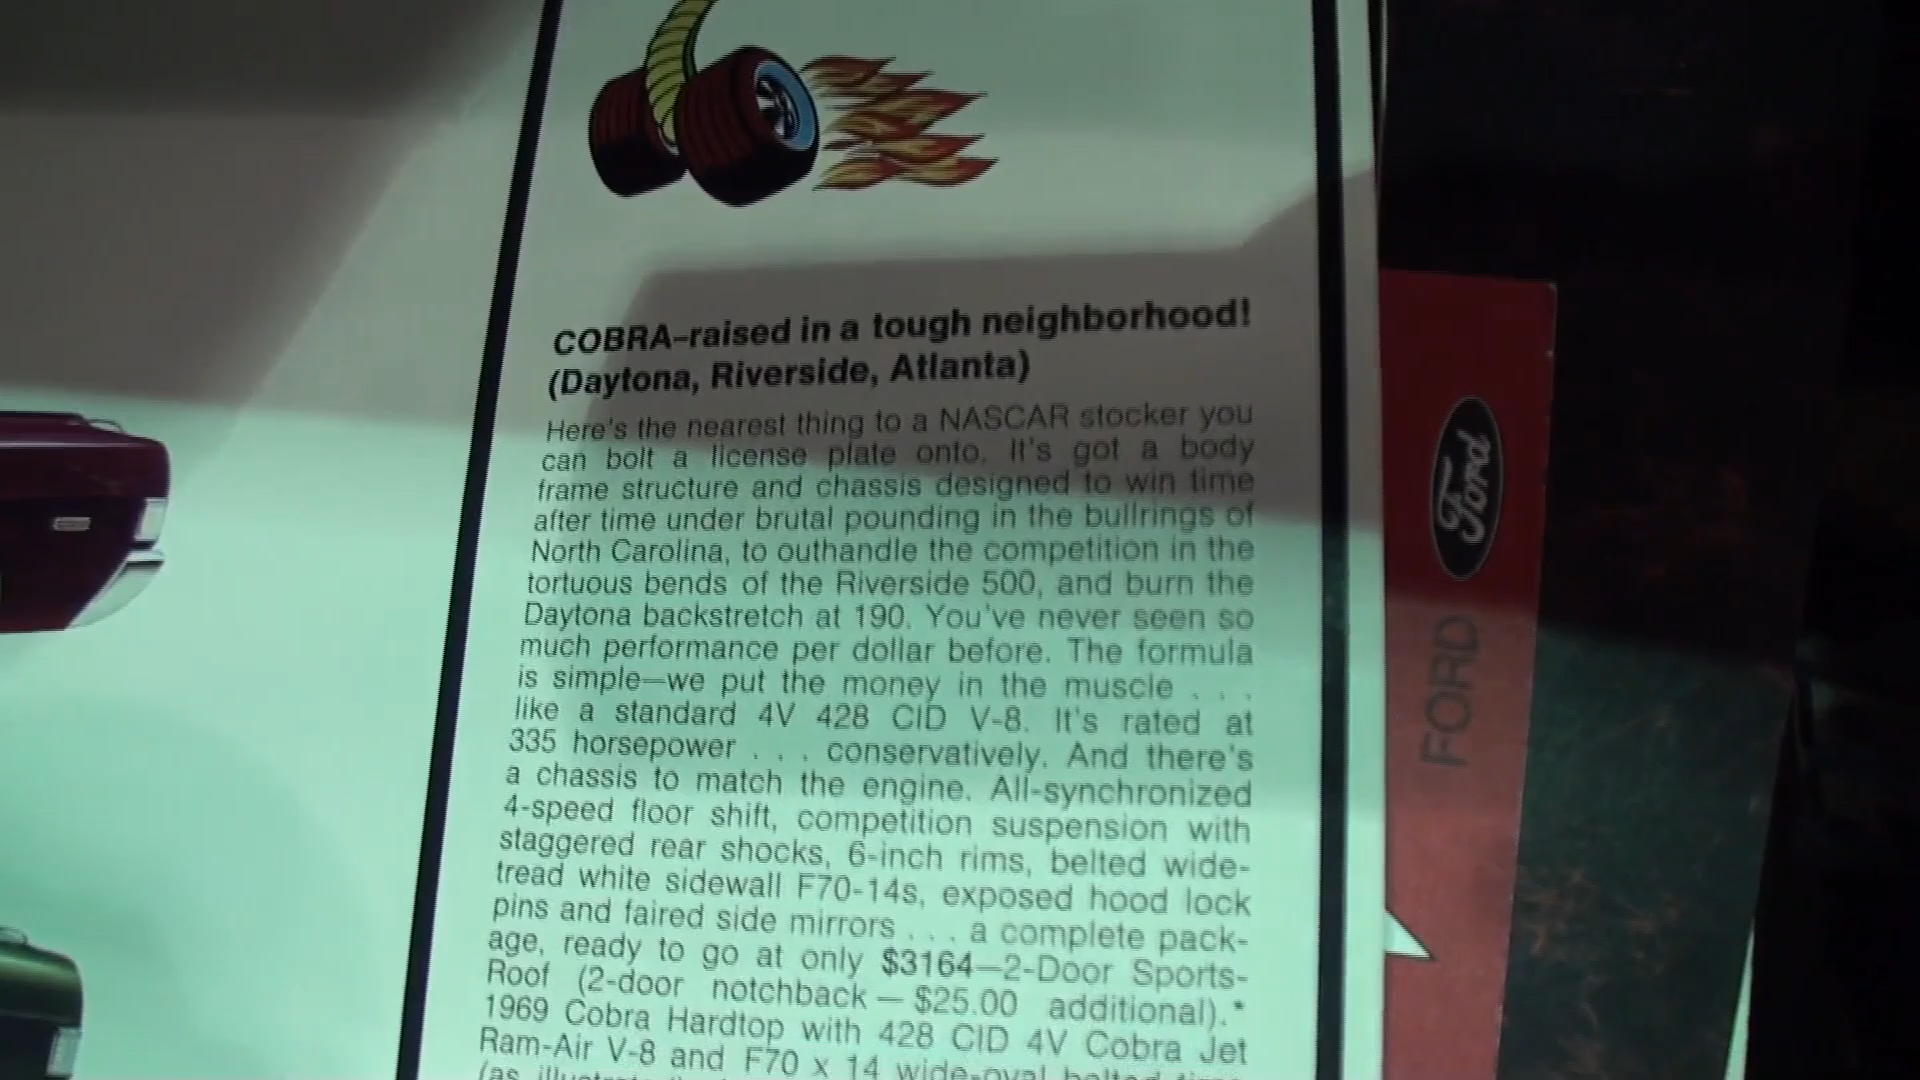 COBRA–raised in a tough neighborhood!
(Daytona, Riverside, Atlanta)
Here's the nearest thing to a NASCAR stocker you
can bolt a license plate onto. It's got a body
frame structure and chassis designed to win time
after time under brutal pounding in the bullrings of
North Carolina, to outhandle the competition in the
tortuous bends of the Riverside 500, and burn the
Daytona backstretch at 190. You've never seen so
much performance per dollar before. The formula
is simple—we put the money in the muscle . . .
like a standard 4V 428 CID V-8. It's rated at
335 horsepower . . . conservatively. And there's
a chassis to match the engine. All-synchronized
4-speed floor shift, competition suspension with
staggered rear shocks, 6-inch rims, belted wide-
tread white sidewall F70-14s, exposed hood lock
pins and faired side mirrors . . . a complete pack-
age, ready to go at only $3164—2-Door Sports-
Roof (2-door notchback — $25.00 additional).*
1969 Cobra Hardtop with 428 CID 4V Cobra Jet
Ram-Air V-8 and F70 x 14 wide-oval belted tires
(as
Ford
FORD